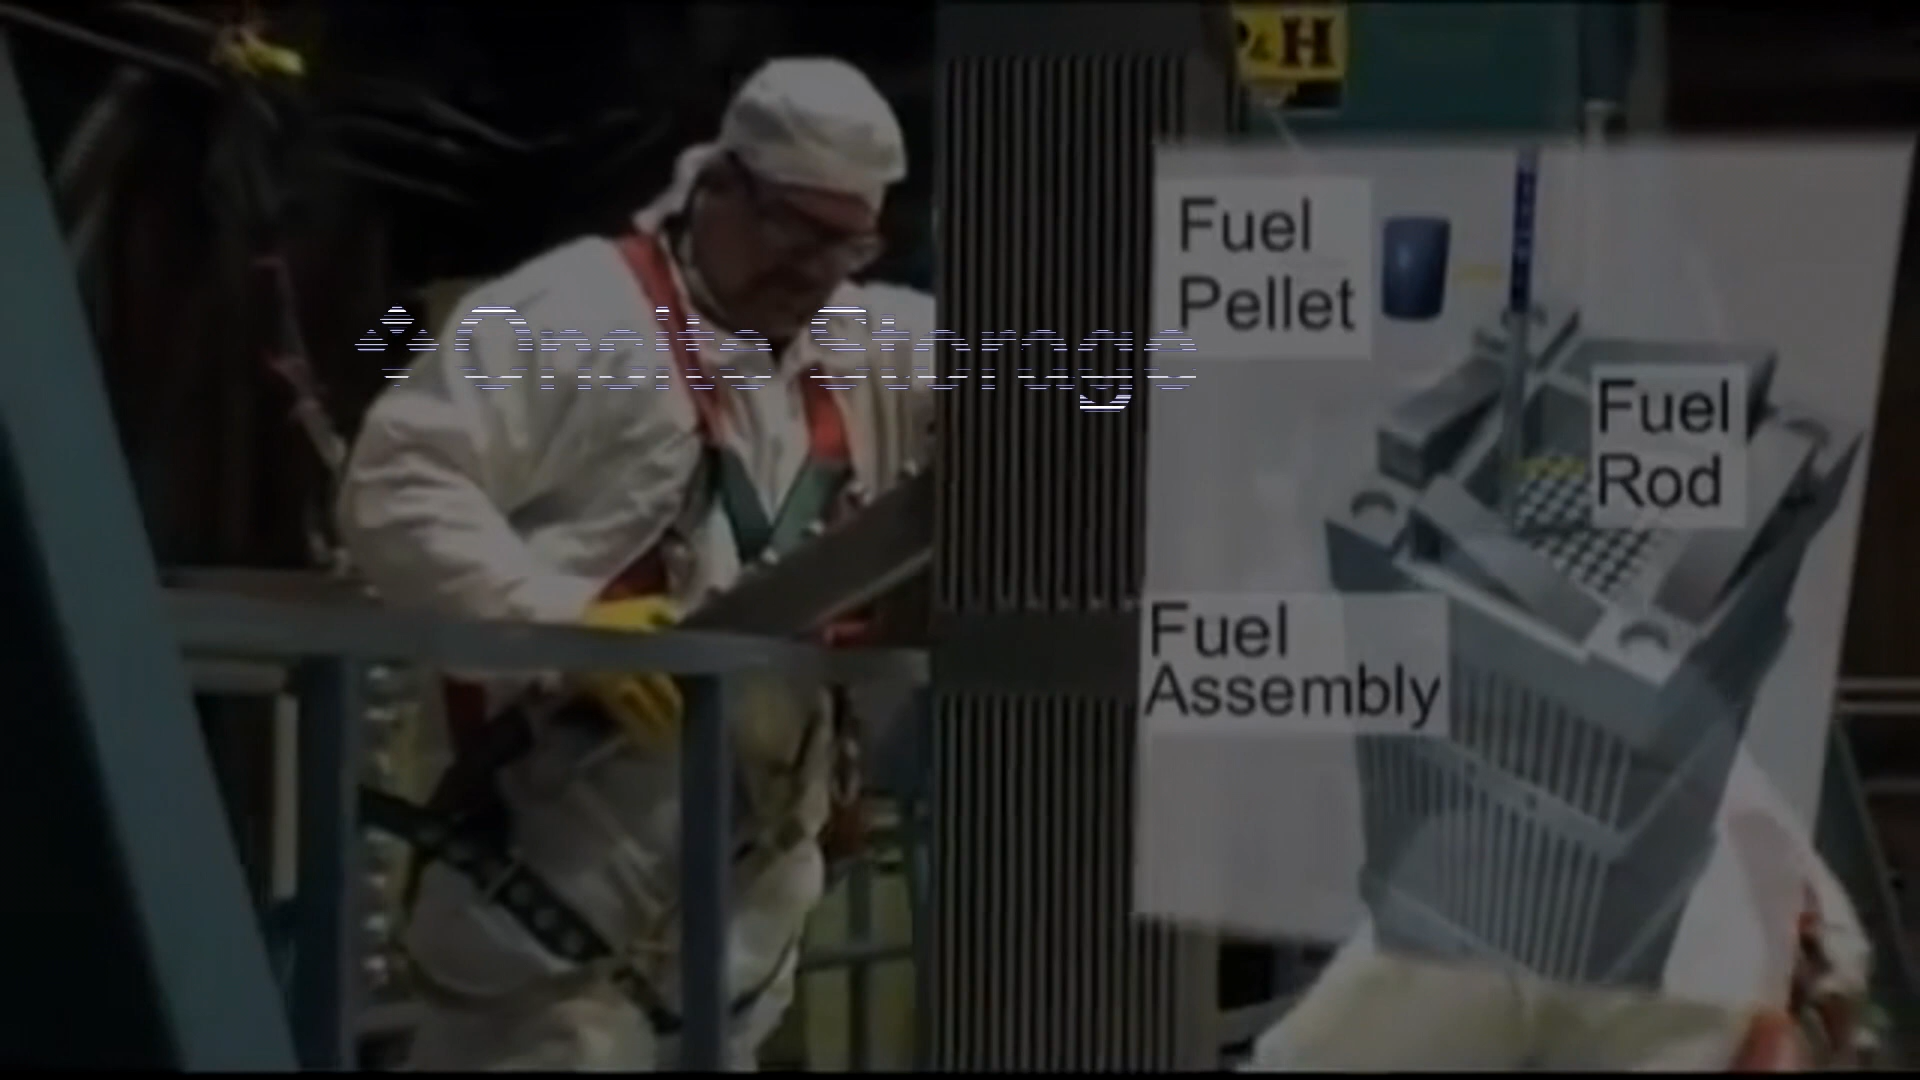 & H
Fuel
Pellet
❖Onsite Storage
Fuel
Rod
Fuel
Assembly